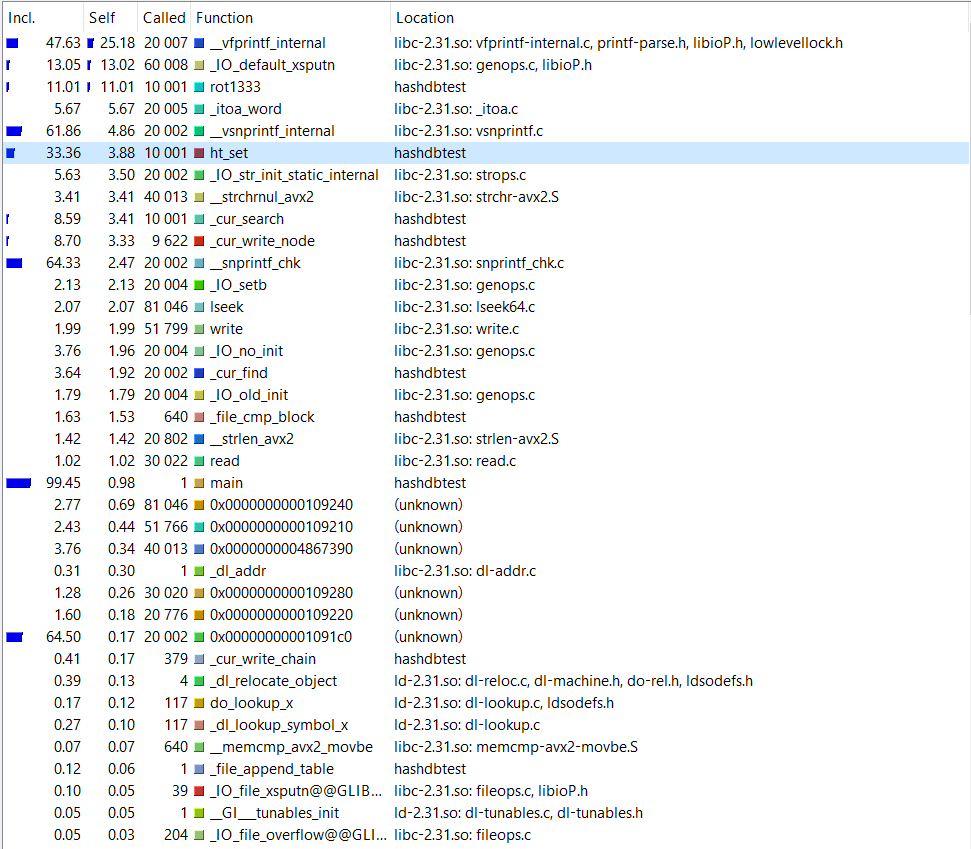 Incl. Self Called Function Location
47.63 25.18 20 007 __vfprintf_internal libc-2.31.so: vfprintf-internal.c, printf-parse.h, libioP.h, lowlevellock.h
13.05 13.02 60 008 _IO_default_xsputn libc-2.31.so: genops.c, libioP.h
11.01 11.01 10 001 rot1333 hashdbtest
5.67 5.67 20 005 _itoa_word libc-2.31.so: _itoa.c
61.86 4.86 20 002 __vsnprintf_internal libc-2.31.so: vsnprintf.c
33.36 3.88 10 001 ht_set hashdbtest
5.63 3.50 20 002 _IO_str_init_static_internal libc-2.31.so: strops.c
3.41 3.41 40 013 __strchrnul_avx2 libc-2.31.so: strchr-avx2.S
8.59 3.41 10 001 _cur_search hashdbtest
8.70 3.33 9 622 _cur_write_node hashdbtest
64.33 2.47 20 002 __snprintf_chk libc-2.31.so: snprintf_chk.c
2.13 2.13 20 004 _IO_setb libc-2.31.so: genops.c
2.07 2.07 81 046 lseek libc-2.31.so: lseek64.c
1.99 1.99 51 799 write libc-2.31.so: write.c
3.76 1.96 20 004 _IO_no_init libc-2.31.so: genops.c
3.64 1.92 20 002 _cur_find hashdbtest
1.79 1.79 20 004 _IO_old_init libc-2.31.so: genops.c
1.63 1.53 640 _file_cmp_block hashdbtest
1.42 1.42 20 802 __strlen_avx2 libc-2.31.so: strlen-avx2.S
1.02 1.02 30 022 read libc-2.31.so: read.c
99.45 0.98 1 main hashdbtest
2.77 0.69 81 046 0x0000000000109240 (unknown)
2.43 0.44 51 766 0x0000000000109210 (unknown)
3.76 0.34 40 013 0x0000000004867390 (unknown)
0.31 0.30 1 _dl_addr libc-2.31.so: dl-addr.c
1.28 0.26 30 020 0x0000000000109280 (unknown)
1.60 0.18 20 776 0x0000000000109220 (unknown)
64.50 0.17 20 002 0x00000000001091c0 (unknown)
0.41 0.17 379 _cur_write_chain hashdbtest
0.39 0.13 4 _dl_relocate_object ld-2.31.so: dl-reloc.c, dl-machine.h, do-rel.h, ldsodefs.h
0.17 0.12 117 do_lookup_x ld-2.31.so: dl-lookup.c, ldsodefs.h
0.27 0.10 117 _dl_lookup_symbol_x ld-2.31.so: dl-lookup.c
0.07 0.07 640 __memcmp_avx2_movbe libc-2.31.so: memcmp-avx2-movbe.S
0.12 0.06 1 _file_append_table hashdbtest
0.10 0.05 39 _IO_file_xsputn@@GLIB... libc-2.31.so: fileops.c, libioP.h
0.05 0.05 1 __GI___tunables_init ld-2.31.so: dl-tunables.c, dl-tunables.h
0.05 0.03 204 _IO_file_overflow@@GLI... libc-2.31.so: fileops.c